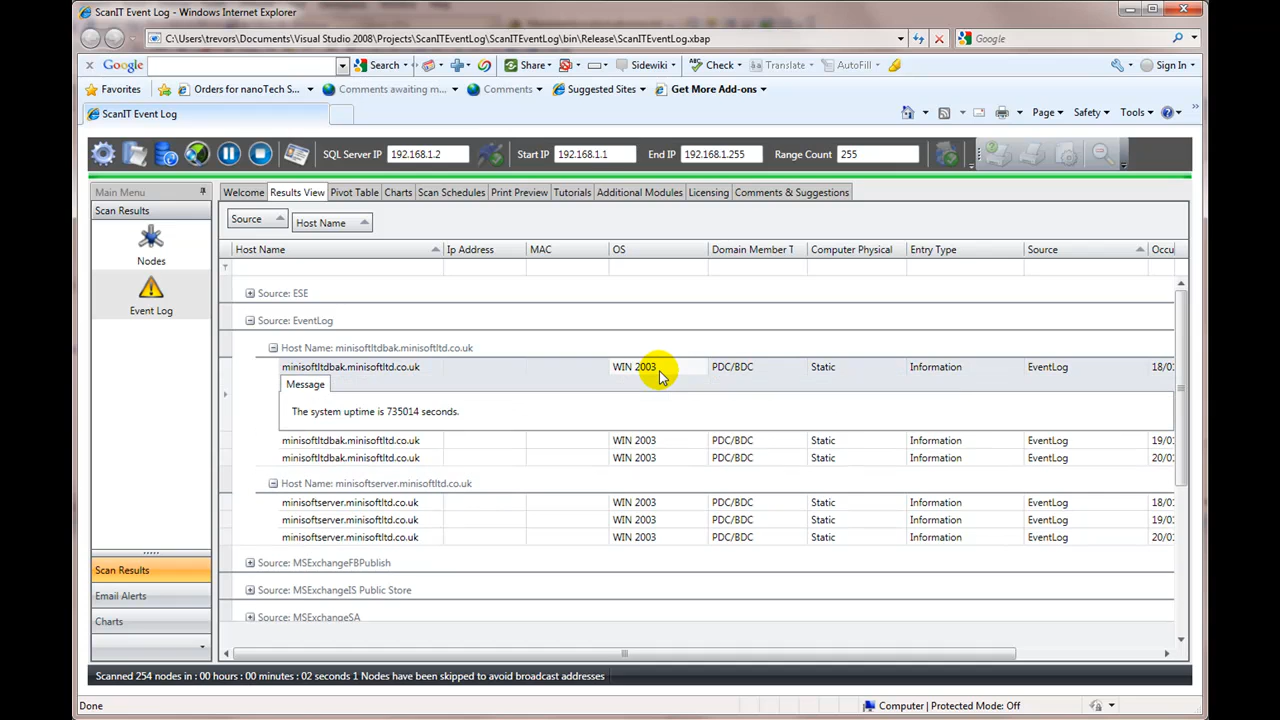 ScanIT Event Log - Windows Internet Explorer
C:\Users\trevors\Documents\Visual Studio 2008\Projects\ScanITEventLog\ScanITEventLog\bin\Release\ScanITEventLog.xbap
Google
Google Search Share Sidewiki Check Translate AutoFill Sign In
Favorites Orders for nanoTech S... Comments awaiting m... Comments Suggested Sites Get More Add-ons
ScanIT Event Log Page Safety Tools
SQL Server IP 192.168.1.2 Start IP 192.168.1.1 End IP 192.168.1.255 Range Count 255
Main Menu
Welcome Results View Pivot Table Charts Scan Schedules Print Preview Tutorials Additional Modules Licensing Comments & Suggestions
Scan Results
Nodes
Event Log
Source Host Name
Host Name Ip Address MAC OS Domain Member T Computer Physical Entry Type Source Occu
Source: ESE
Source: EventLog
Host Name: minisoftltdbak.minisoftltd.co.uk
minisoftltdbak.minisoftltd.co.uk WIN 2003 PDC/BDC Static Information EventLog 18/01
Message
The system uptime is 735014 seconds.
minisoftltdbak.minisoftltd.co.uk WIN 2003 PDC/BDC Static Information EventLog 19/01
minisoftltdbak.minisoftltd.co.uk WIN 2003 PDC/BDC Static Information EventLog 20/01
Host Name: minisoftserver.minisoftltd.co.uk
minisoftserver.minisoftltd.co.uk WIN 2003 PDC/BDC Static Information EventLog 18/01
minisoftserver.minisoftltd.co.uk WIN 2003 PDC/BDC Static Information EventLog 19/01
minisoftserver.minisoftltd.co.uk WIN 2003 PDC/BDC Static Information EventLog 20/01
Source: MSExchangeFBPublish
Source: MSExchangeIS Public Store
Source: MSExchangeSA
Scan Results
Email Alerts
Charts
Scanned 254 nodes in : 00 hours : 00 minutes : 02 seconds 1 Nodes have been skipped to avoid broadcast addresses
Done
Computer | Protected Mode: Off